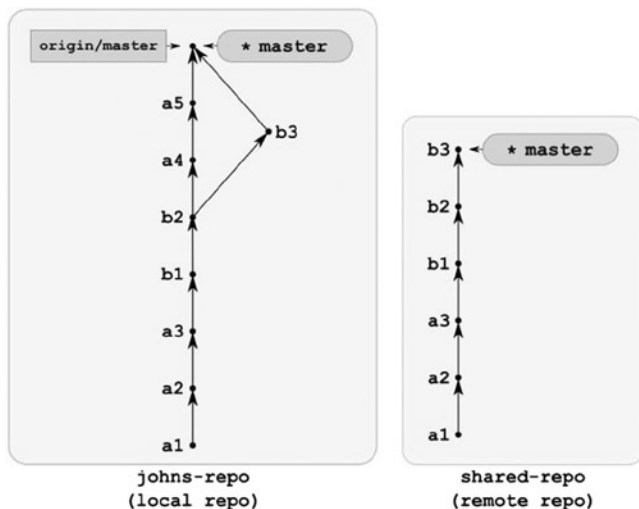 origin/master
* master
a5
b3
a4
b2
b1
a3
a2
a1
johns-repo
(local repo)
* master
b3
b2
b1
a3
a2
a1
shared-repo
(remote repo)